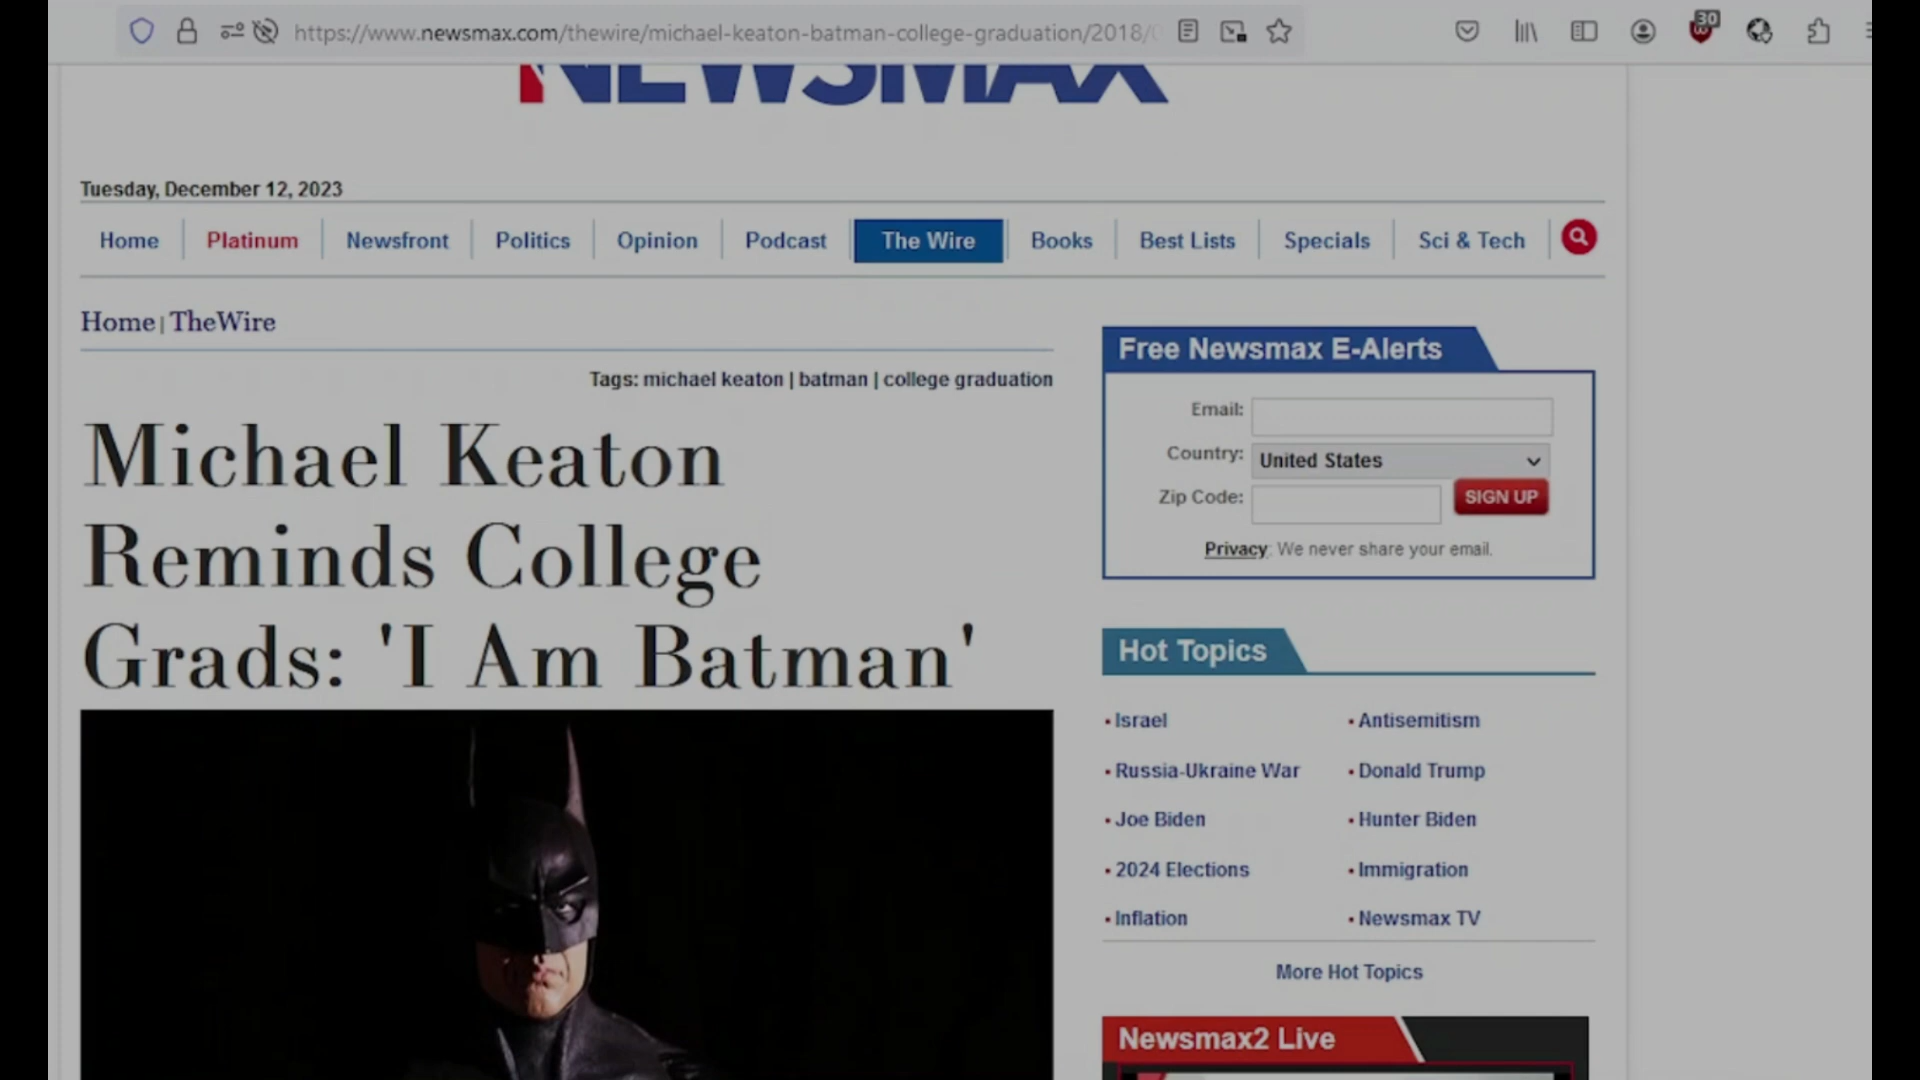 https://www.newsmax.com/thewire/michael-keaton-batman-college-graduation/2018/
30
NEWSMAX
Tuesday, December 12, 2023
Home Platinum Newsfront Politics Opinion Podcast The Wire Books Best Lists Specials Sci & Tech
Home | TheWire
Tags: michael keaton | batman | college graduation
Michael Keaton
Reminds College
Grads: 'I Am Batman'
Free Newsmax E-Alerts
Email:
Country: United States
Zip Code: SIGN UP
Privacy: We never share your email.
Hot Topics
Israel Antisemitism
Russia-Ukraine War Donald Trump
Joe Biden Hunter Biden
2024 Elections Immigration
Inflation Newsmax TV
More Hot Topics
Newsmax2 Live